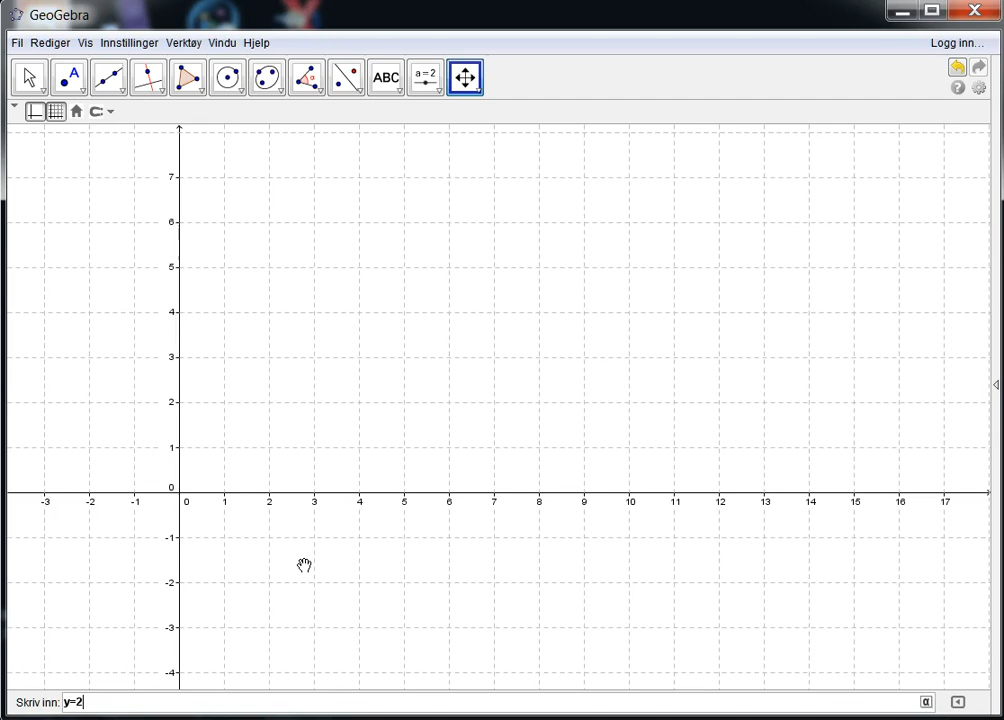 GeoGebra
Fil Rediger Vis Innstillinger Verktøy Vindu Hjelp Logg inn...
A α ABC a=2
7
6
5
4
3
2
1
0
-3 -2 -1 0 1 2 3 4 5 6 7 8 9 10 11 12 13 14 15 16 17
-1
-2
-3
-4
Skriv inn: y=2 α